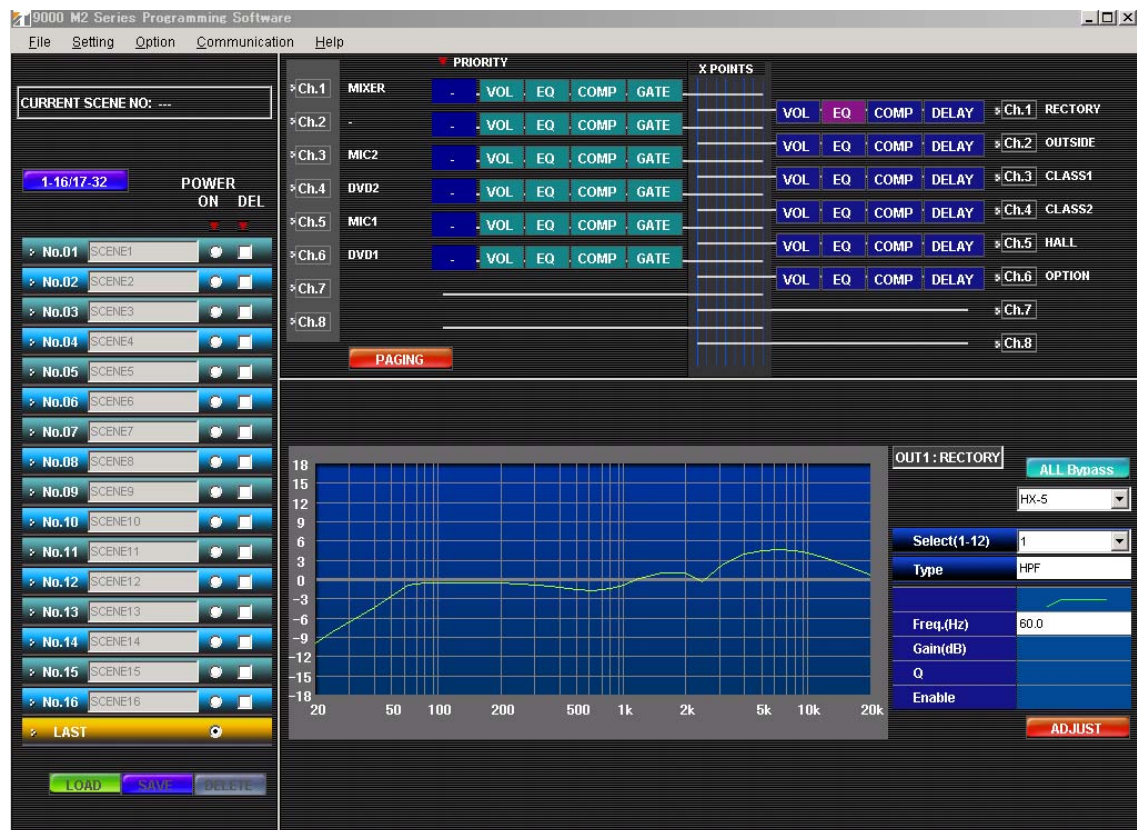 9000 M2 Series Programming Software
File Setting Option Communication Help
CURRENT SCENE NO: ---
1-16/17-32
POWER ON DEL
No.01 SCENE1
No.02 SCENE2
No.03 SCENE3
No.04 SCENE4
No.05 SCENE5
No.06 SCENE6
No.07 SCENE7
No.08 SCENE8
No.09 SCENE9
No.10 SCENE10
No.11 SCENE11
No.12 SCENE12
No.13 SCENE13
No.14 SCENE14
No.15 SCENE15
No.16 SCENE16
LAST
LOAD SAVE DELETE
PRIORITY
X POINTS
Ch.1 MIXER - VOL EQ COMP GATE
Ch.2 - - VOL EQ COMP GATE
Ch.3 MIC2 - VOL EQ COMP GATE
Ch.4 DVD2 - VOL EQ COMP GATE
Ch.5 MIC1 - VOL EQ COMP GATE
Ch.6 DVD1 - VOL EQ COMP GATE
Ch.7
Ch.8
PAGING
VOL EQ COMP DELAY Ch.1 RECTORY
VOL EQ COMP DELAY Ch.2 OUTSIDE
VOL EQ COMP DELAY Ch.3 CLASS1
VOL EQ COMP DELAY Ch.4 CLASS2
VOL EQ COMP DELAY Ch.5 HALL
VOL EQ COMP DELAY Ch.6 OPTION
Ch.7
Ch.8
18
15
12
9
6
3
0
-3
-6
-9
-12
-15
-18
20 50 100 200 500 1k 2k 5k 10k 20k
OUT1 : RECTORY
ALL Bypass
HX-5
Select(1-12) 1
Type HPF
Freq.(Hz) 60.0
Gain(dB)
Q
Enable
ADJUST